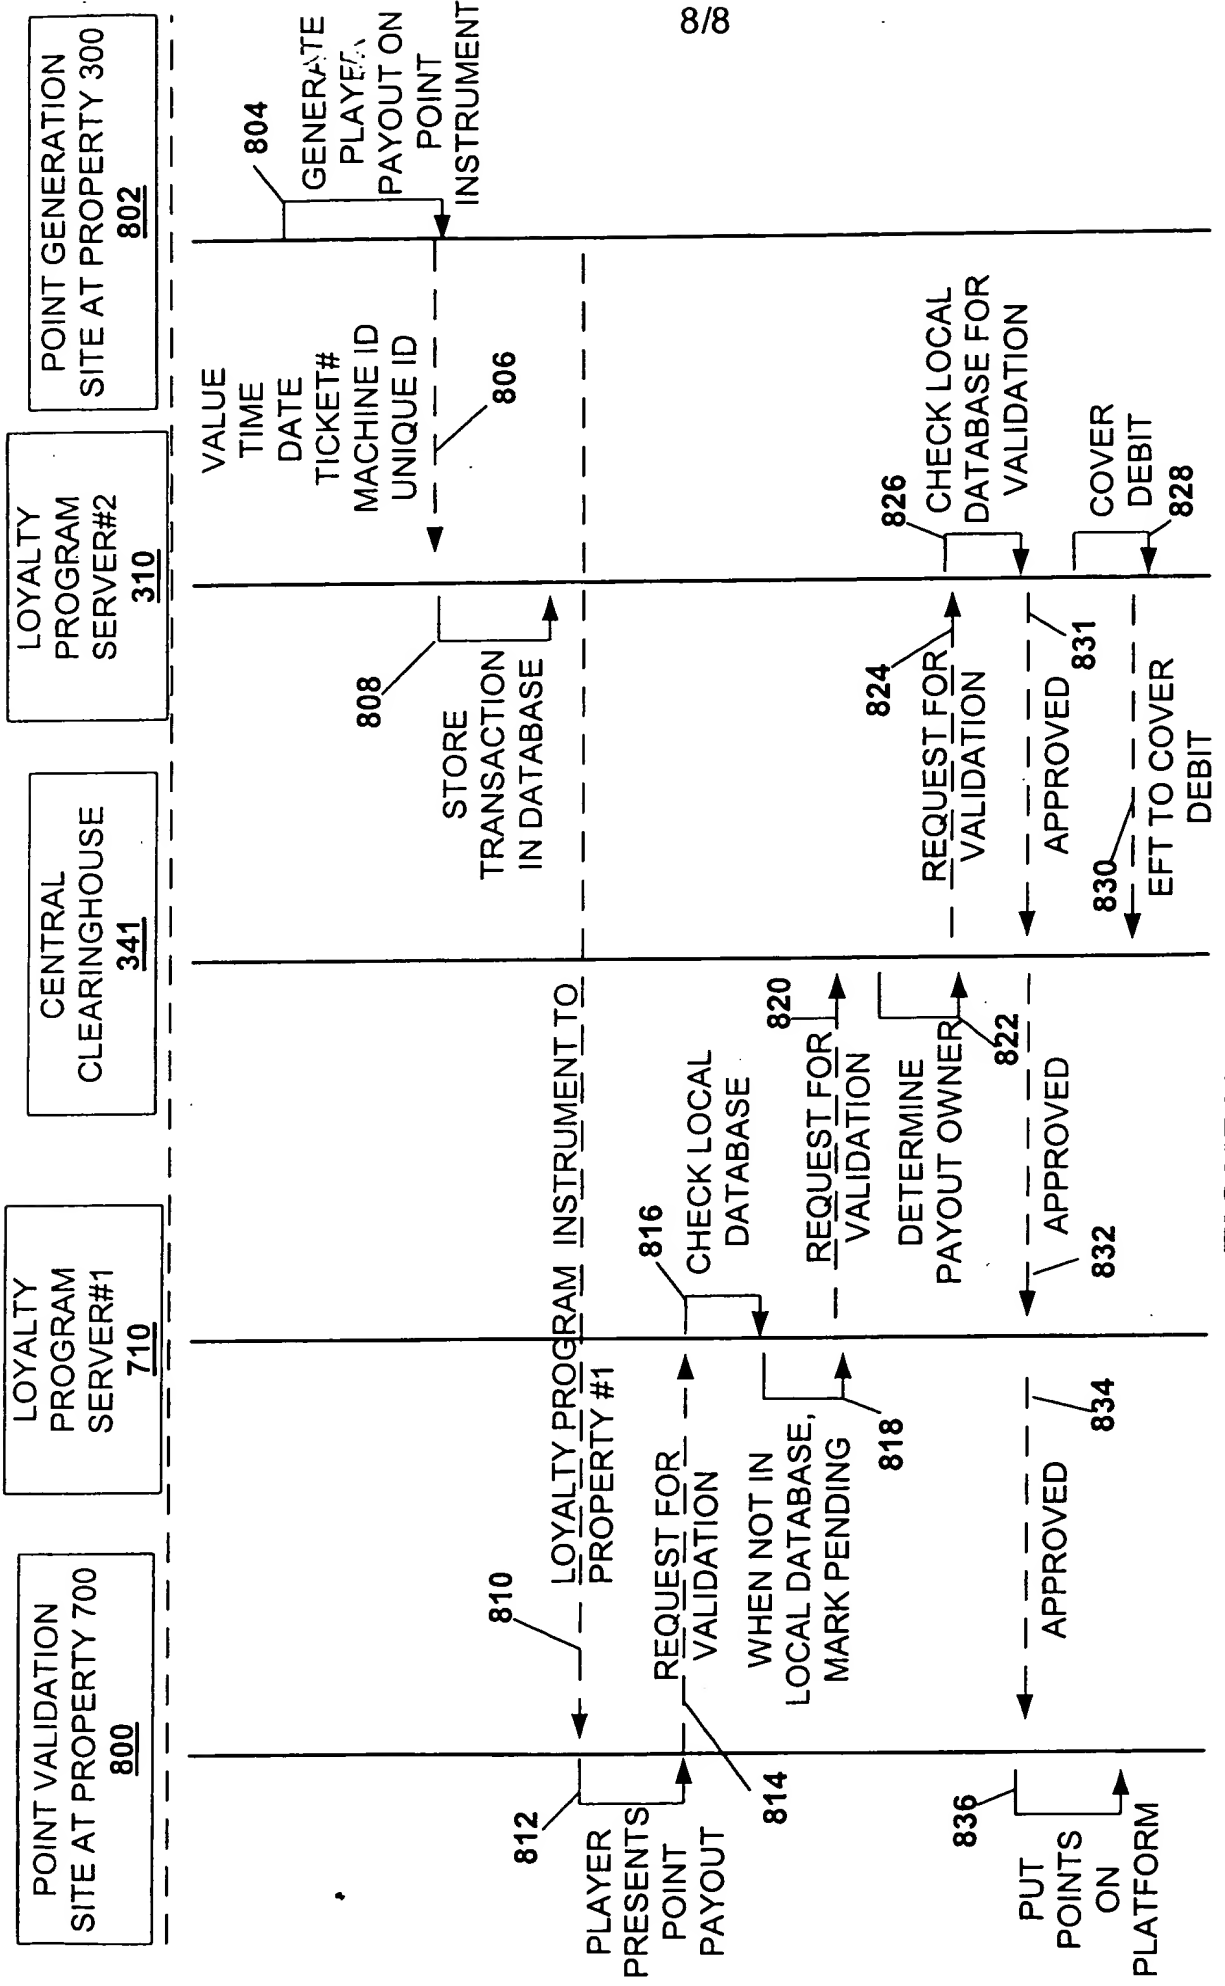 8/8
POINT VALIDATION
SITE AT PROPERTY 700
800
LOYALTY
PROGRAM
SERVER#1
710
CENTRAL
CLEARINGHOUSE
341
LOYALTY
PROGRAM
SERVER#2
310
POINT GENERATION
SITE AT PROPERTY 300
802
804
GENERATE
PLAYER
PAYOUT ON
POINT
INSTRUMENT
VALUE
TIME
DATE
TICKET#
MACHINE ID
UNIQUE ID
806
808
STORE
TRANSACTION
IN DATABASE
810
LOYALTY PROGRAM INSTRUMENT TO
PROPERTY #1
812
PLAYER
PRESENTS
POINT
PAYOUT
814
REQUEST FOR
VALIDATION
816
CHECK LOCAL
DATABASE
WHEN NOT IN
LOCAL DATABASE,
MARK PENDING
818
820
REQUEST FOR
VALIDATION
DETERMINE
PAYOUT OWNER
822
824
REQUEST FOR
VALIDATION
826
CHECK LOCAL
DATABASE FOR
VALIDATION
COVER
DEBIT
828
831
APPROVED
830
EFT TO COVER
DEBIT
832
APPROVED
834
APPROVED
836
PUT
POINTS
ON
PLATFORM